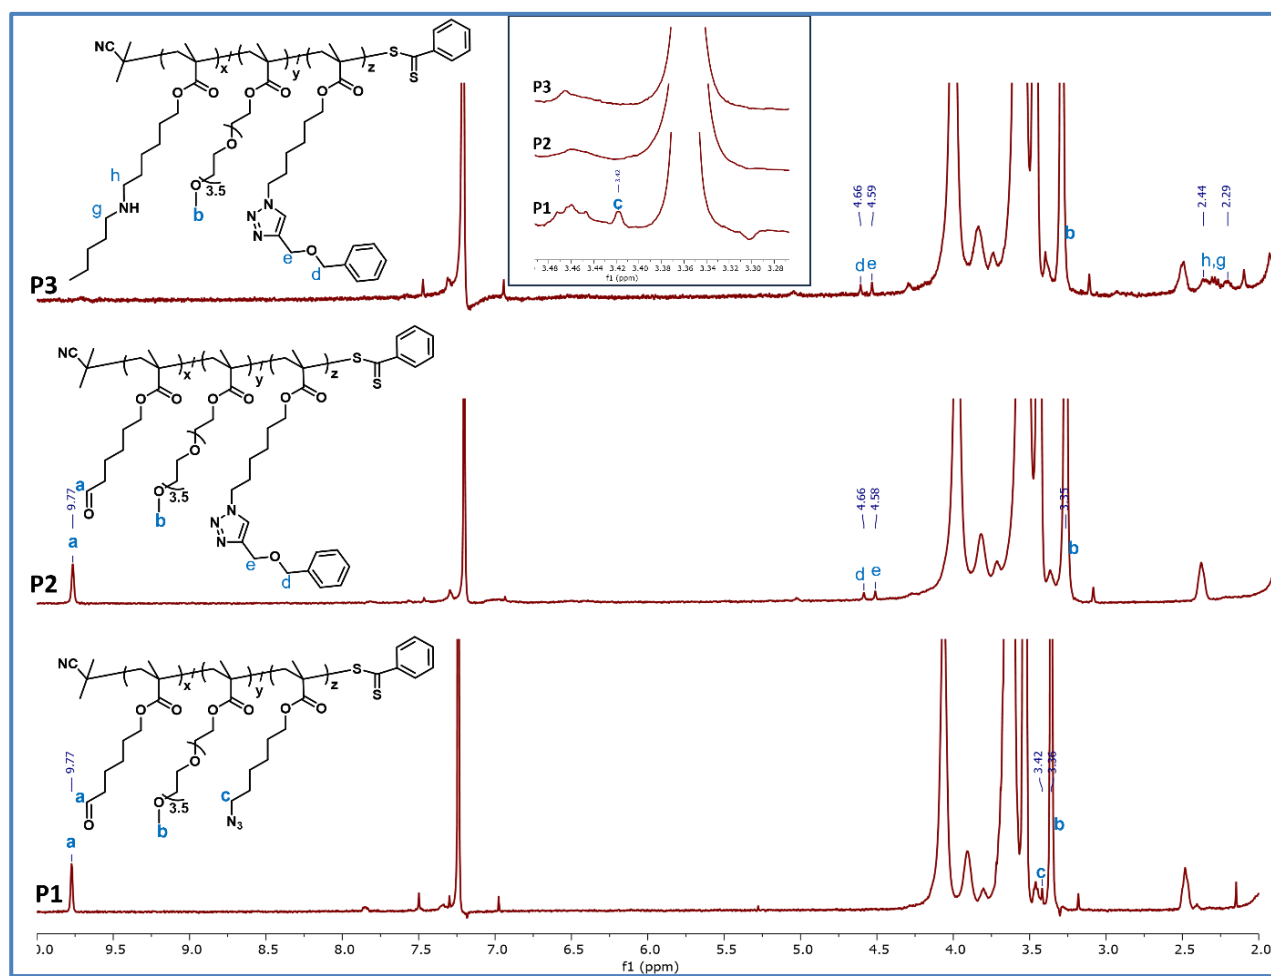 P3
NC
x
y
z
S
S
O
O
O
O
O
O
O
O
3.5
b
h
NH
g
N
N
N
O
e
d
4.66
4.59
d
e
b
2.44
2.29
h,g
P3
P2
P1
3.42
c
3.48 3.46 3.44 3.42 3.40 3.38 3.36 3.34 3.32 3.30 3.28
f1 (ppm)
P2
NC
x
y
z
S
S
O
O
O
O
O
O
O
O
3.5
b
a
O
9.77
a
N
N
N
O
e
d
4.66
4.58
d
e
3.35
b
P1
NC
x
y
z
S
S
O
O
O
O
O
O
O
O
3.5
b
a
O
9.77
a
c
N3
3.42
3.36
c
b
9.5 9.0 8.5 8.0 7.5 7.0 6.5 6.0 5.5 5.0 4.5 4.0 3.5 3.0 2.5
f1 (ppm)